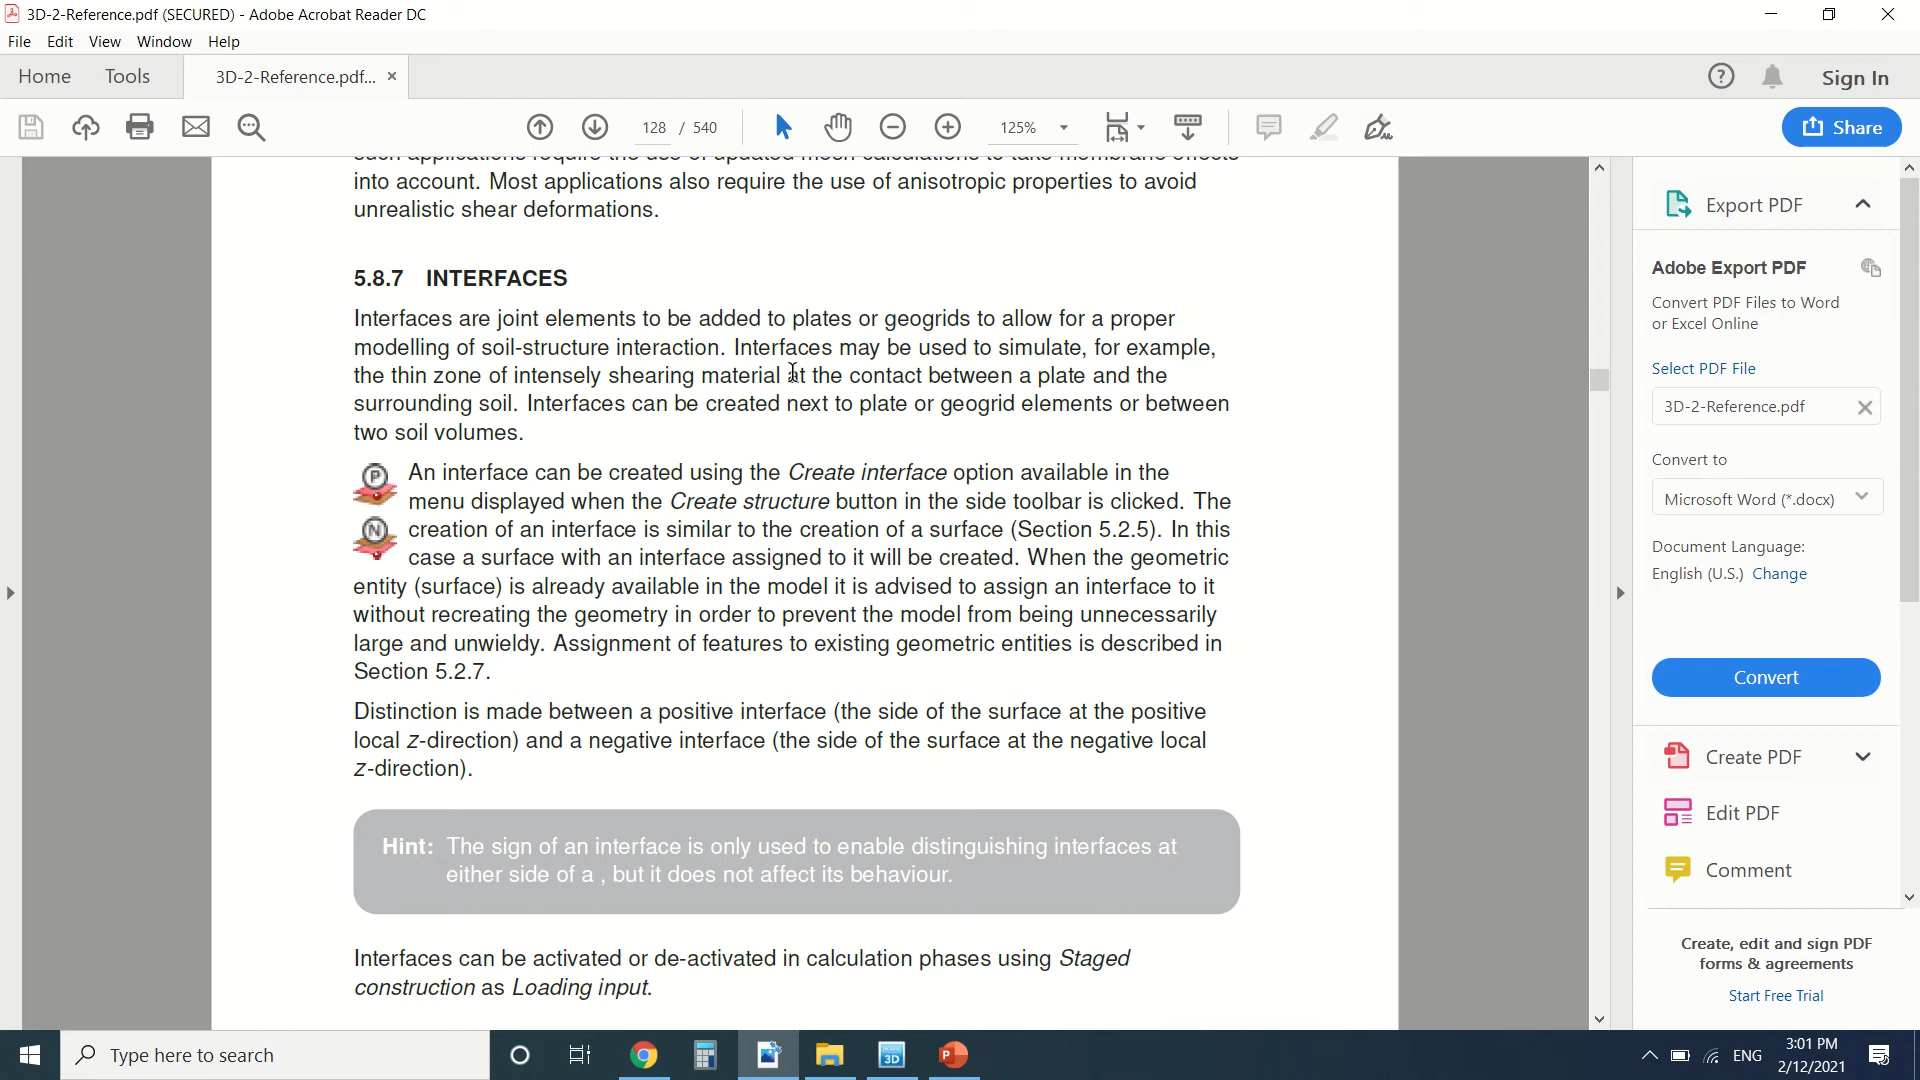 3D-2-Reference.pdf (SECURED) - Adobe Acrobat Reader DC
File Edit View Window Help
Home Tools 3D-2-Reference.pdf... × Sign In
128 / 540 125% Share
such applications require the use of updated mesh calculations to take membrane effects
into account. Most applications also require the use of anisotropic properties to avoid
unrealistic shear deformations.
5.8.7 INTERFACES
Interfaces are joint elements to be added to plates or geogrids to allow for a proper
modelling of soil-structure interaction. Interfaces may be used to simulate, for example,
the thin zone of intensely shearing material at the contact between a plate and the
surrounding soil. Interfaces can be created next to plate or geogrid elements or between
two soil volumes.
P An interface can be created using the Create interface option available in the
menu displayed when the Create structure button in the side toolbar is clicked. The
N creation of an interface is similar to the creation of a surface (Section 5.2.5). In this
case a surface with an interface assigned to it will be created. When the geometric
entity (surface) is already available in the model it is advised to assign an interface to it
without recreating the geometry in order to prevent the model from being unnecessarily
large and unwieldy. Assignment of features to existing geometric entities is described in
Section 5.2.7.
Distinction is made between a positive interface (the side of the surface at the positive
local z-direction) and a negative interface (the side of the surface at the negative local
z-direction).
Hint: The sign of an interface is only used to enable distinguishing interfaces at
either side of a , but it does not affect its behaviour.
Interfaces can be activated or de-activated in calculation phases using Staged
construction as Loading input.
Export PDF
Adobe Export PDF
Convert PDF Files to Word
or Excel Online
Select PDF File
3D-2-Reference.pdf
Convert to
Microsoft Word (*.docx)
Document Language:
English (U.S.) Change
Convert
Create PDF
Edit PDF
Comment
Create, edit and sign PDF
forms & agreements
Start Free Trial
Type here to search
3D
P
ENG
3:01 PM
2/12/2021